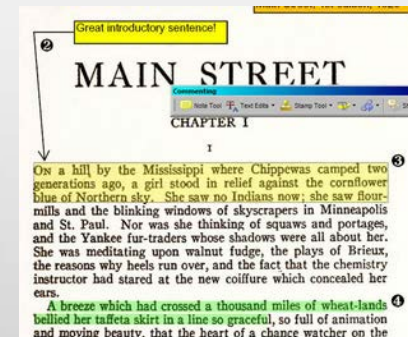 Great introductory sentence!
❷
MAIN STREET
Commenting
Note Tool Text Edits Stamp Tool
CHAPTER I
I
ON a hill by the Mississippi where Chippewas camped two ❸
generations ago, a girl stood in relief against the cornflower
blue of Northern sky. She saw no Indians now; she saw flour-
mills and the blinking windows of skyscrapers in Minneapolis
and St. Paul. Nor was she thinking of squaws and portages,
and the Yankee fur-traders whose shadows were all about her.
She was meditating upon walnut fudge, the plays of Brieux,
the reasons why heels run over, and the fact that the chemistry
instructor had stared at the new coiffure which concealed her
ears.
A breeze which had crossed a thousand miles of wheat-lands ❹
bellied her taffeta skirt in a line so graceful, so full of animation
and moving beauty, that the heart of a chance watcher on the